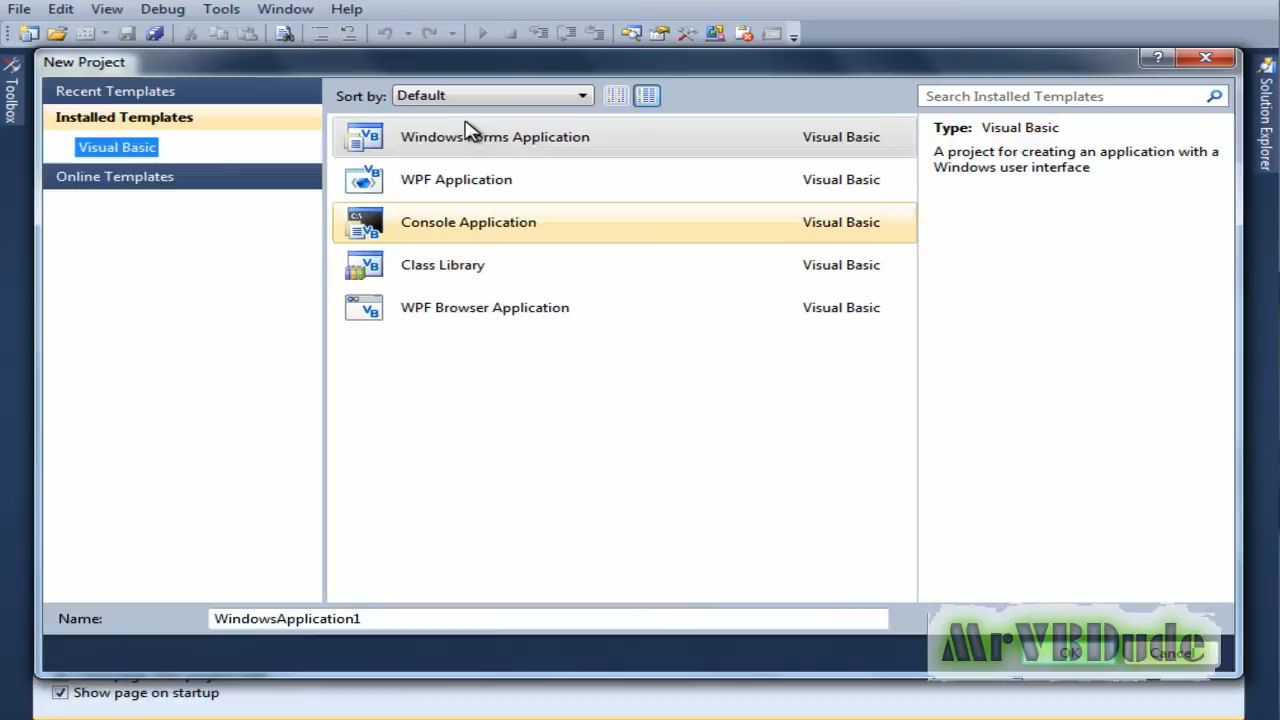 File Edit View Debug Tools Window Help
New Project
Toolbox
Solution Explorer
Recent Templates
Installed Templates
Visual Basic
Online Templates
Sort by: Default
Search Installed Templates
Windows Forms Application Visual Basic
WPF Application Visual Basic
Console Application Visual Basic
Class Library Visual Basic
WPF Browser Application Visual Basic
Type: Visual Basic
A project for creating an application with a
Windows user interface
Name: WindowsApplication1
MrVBDude
OK Cancel
Show page on startup